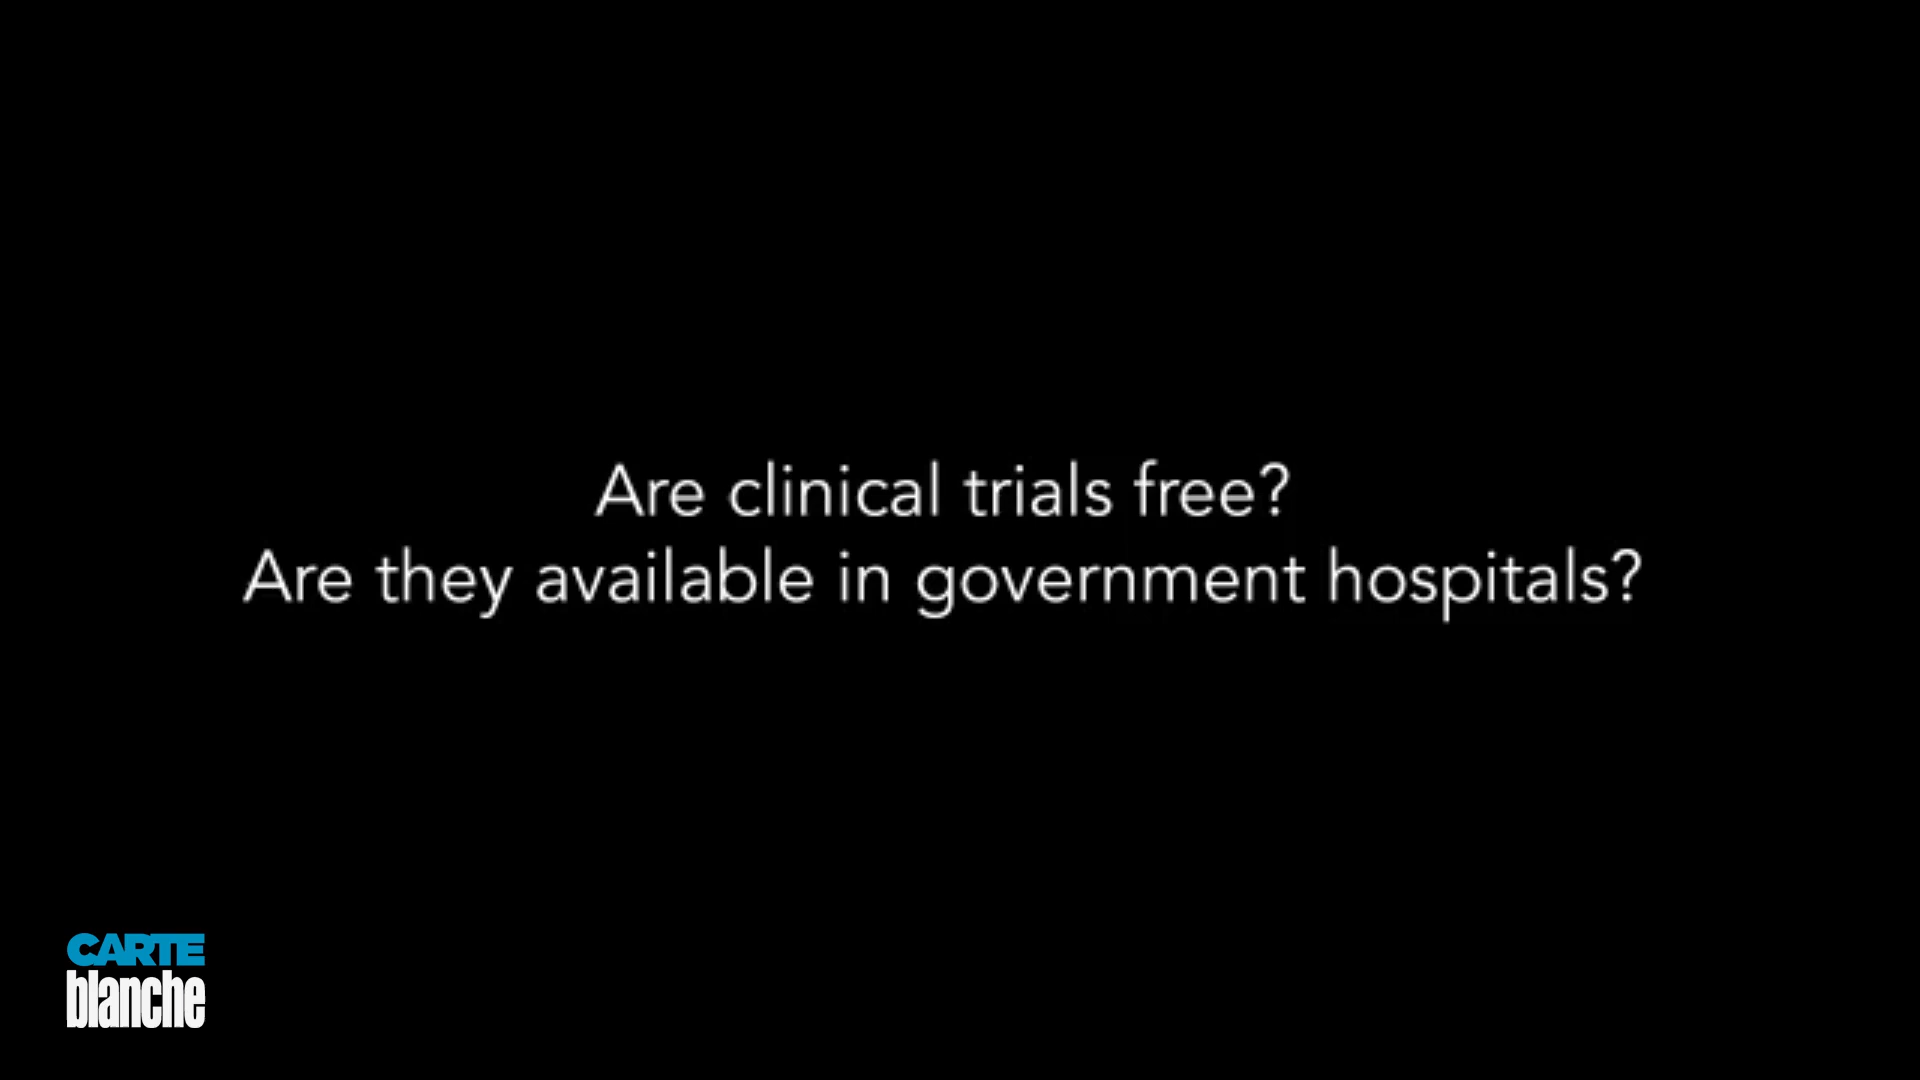 Are clinical trials free?
Are they available in government hospitals?
CARTE
blanche